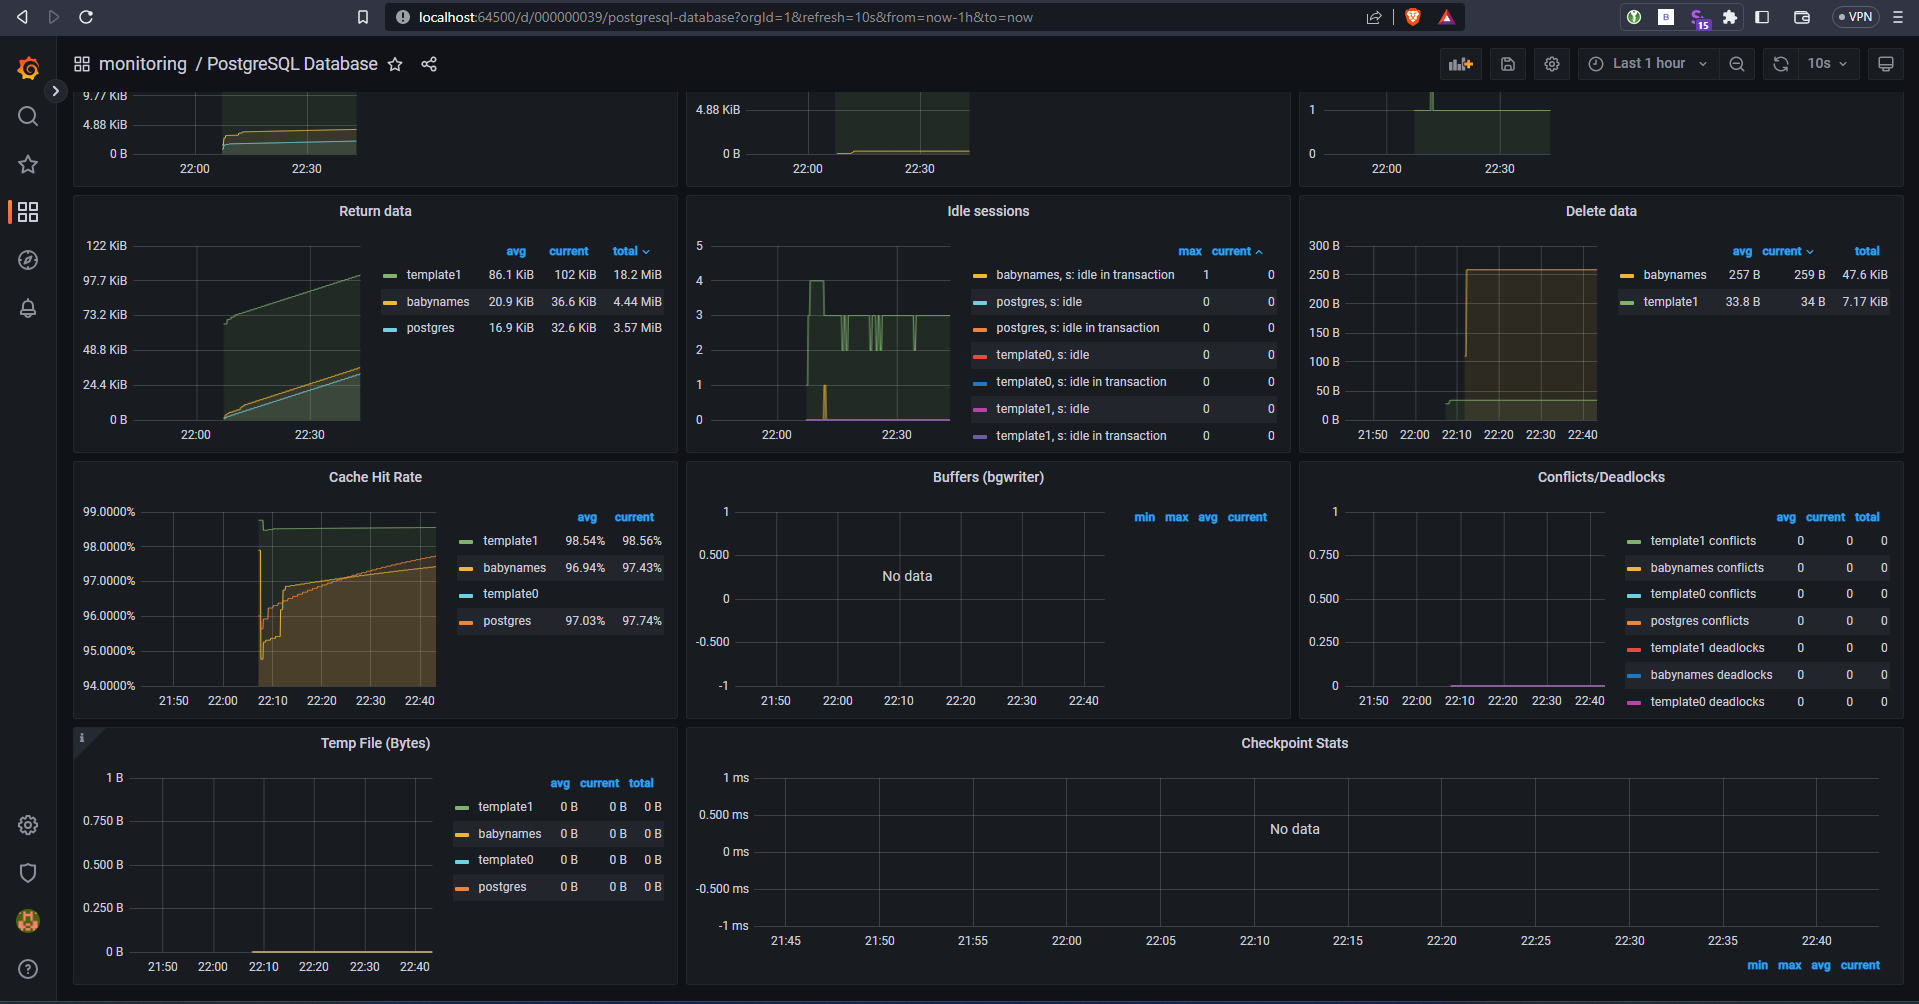 localhost:64500/d/000000039/postgresql-database?orgId=1&refresh=10s&from=now-1h&to=now
15
VPN
monitoring / PostgreSQL Database
Last 1 hour
10s
9.77 KiB
4.88 KiB
0 B
22:00 22:30
4.88 KiB
0 B
22:00 22:30
1
0
22:00 22:30
Return data
122 KiB
97.7 KiB
73.2 KiB
48.8 KiB
24.4 KiB
0 B
22:00 22:30
avg current total
template1 86.1 KiB 102 KiB 18.2 MiB
babynames 20.9 KiB 36.6 KiB 4.44 MiB
postgres 16.9 KiB 32.6 KiB 3.57 MiB
Idle sessions
5
4
3
2
1
0
22:00 22:30
max current
babynames, s: idle in transaction 1 0
postgres, s: idle 0 0
postgres, s: idle in transaction 0 0
template0, s: idle 0 0
template0, s: idle in transaction 0 0
template1, s: idle 0 0
template1, s: idle in transaction 0 0
Delete data
300 B
250 B
200 B
150 B
100 B
50 B
0 B
21:50 22:00 22:10 22:20 22:30 22:40
avg current total
babynames 257 B 259 B 47.6 KiB
template1 33.8 B 34 B 7.17 KiB
Cache Hit Rate
99.0000%
98.0000%
97.0000%
96.0000%
95.0000%
94.0000%
21:50 22:00 22:10 22:20 22:30 22:40
avg current
template1 98.54% 98.56%
babynames 96.94% 97.43%
template0
postgres 97.03% 97.74%
Buffers (bgwriter)
1
0.500
0
-0.500
-1
No data
21:50 22:00 22:10 22:20 22:30 22:40
min max avg current
Conflicts/Deadlocks
1
0.750
0.500
0.250
0
21:50 22:00 22:10 22:20 22:30 22:40
avg current total
template1 conflicts 0 0 0
babynames conflicts 0 0 0
template0 conflicts 0 0 0
postgres conflicts 0 0 0
template1 deadlocks 0 0 0
babynames deadlocks 0 0 0
template0 deadlocks 0 0 0
Temp File (Bytes)
1 B
0.750 B
0.500 B
0.250 B
0 B
21:50 22:00 22:10 22:20 22:30 22:40
avg current total
template1 0 B 0 B 0 B
babynames 0 B 0 B 0 B
template0 0 B 0 B 0 B
postgres 0 B 0 B 0 B
Checkpoint Stats
1 ms
0.500 ms
0 ms
-0.500 ms
-1 ms
No data
21:45 21:50 21:55 22:00 22:05 22:10 22:15 22:20 22:25 22:30 22:35 22:40
min max avg current